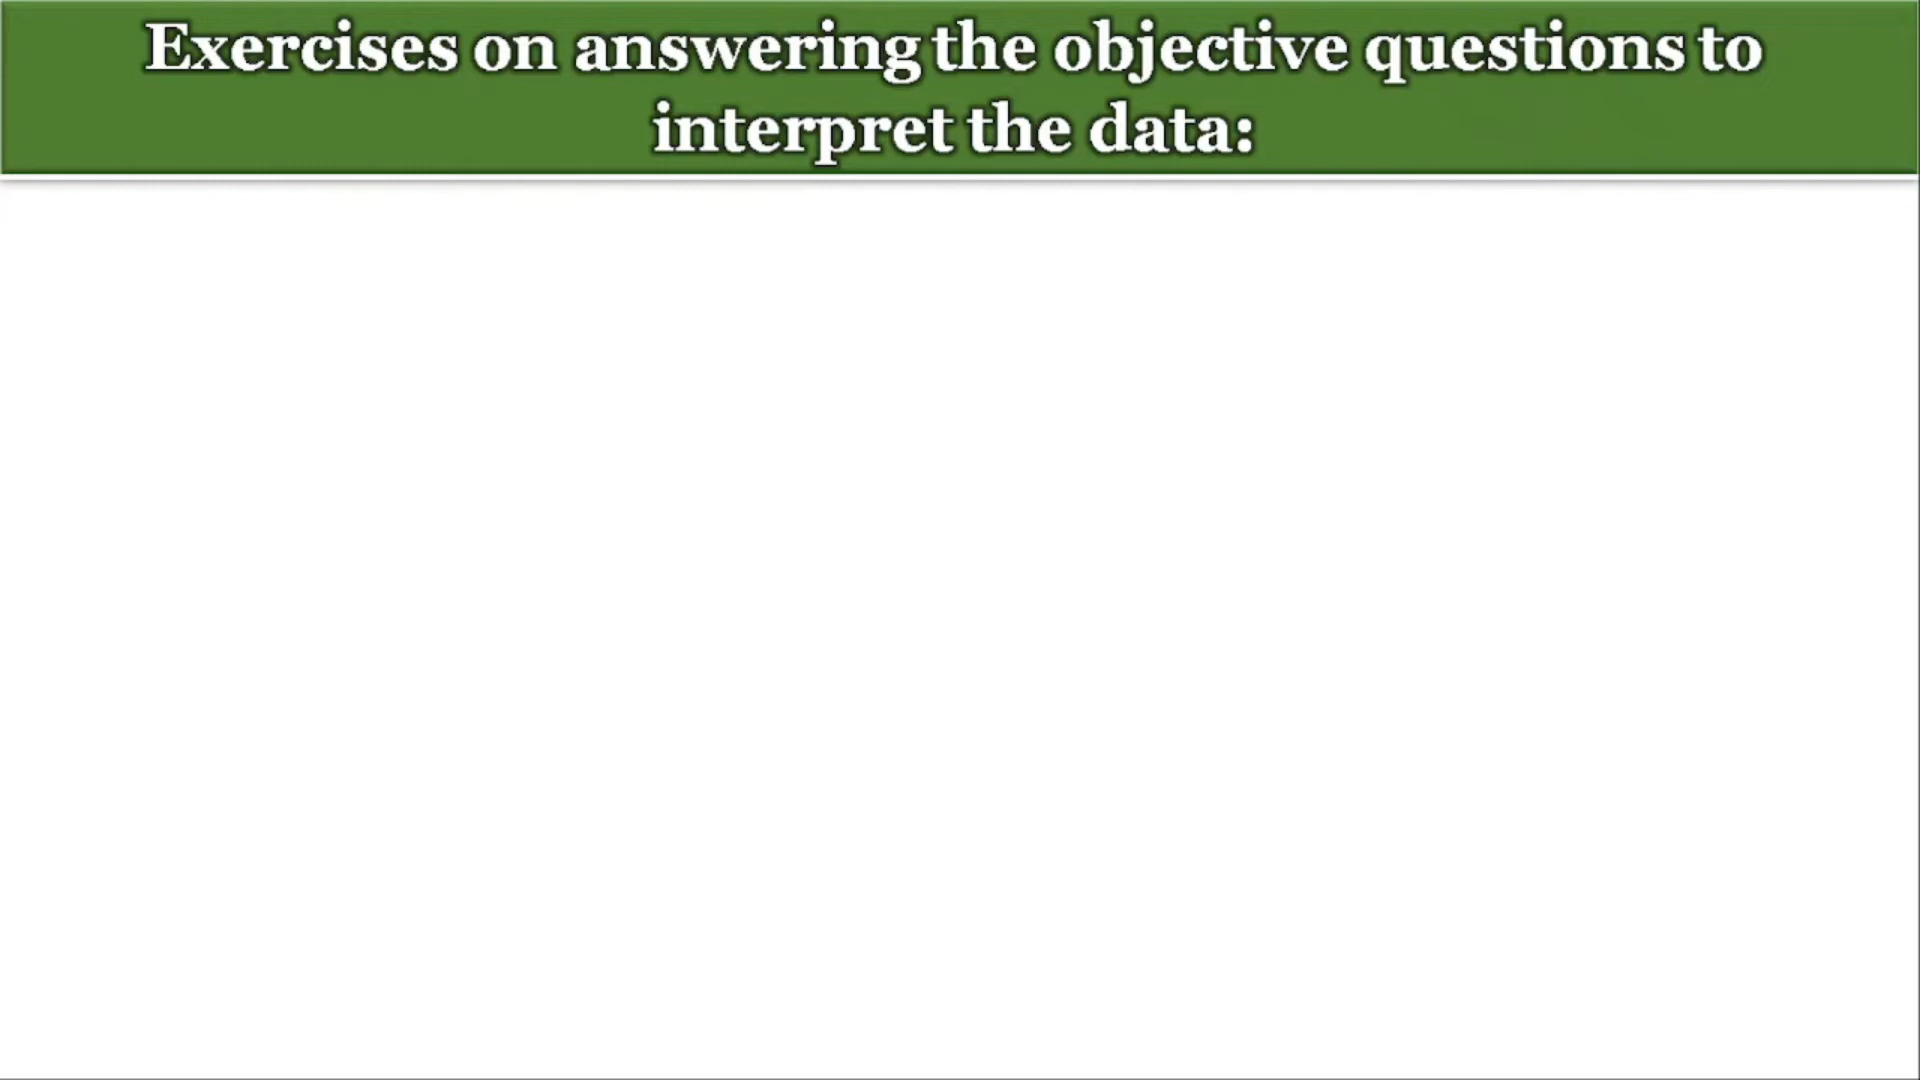 Exercises on answering the objective questions to
interpret the data: